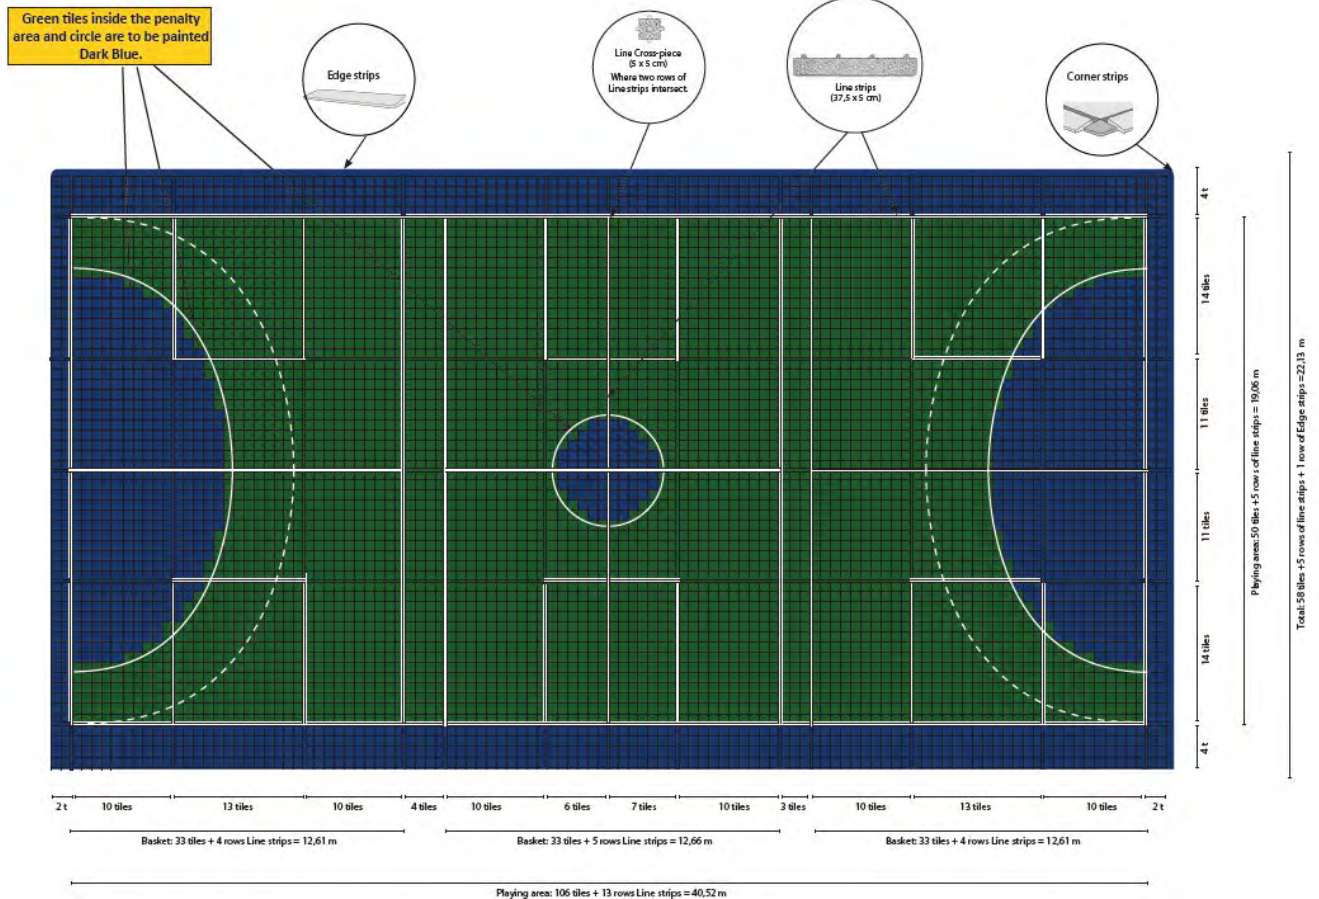 Green tiles inside the penalty
area and circle are to be painted
Dark Blue.
Edge strips
Line Cross-piece
(5 x 5 cm)
Where two rows of
Line strips intersect.
Line strips
(37,5 x 5 cm)
Corner strips
4 t
14 tiles
11 tiles
11 tiles
14 tiles
4 t
Playing area: 50 tiles +5 rows of line strips = 19,06 m
Total: 58 tiles +5 rows of line strips + 1 row of Edge strips =22,13 m
2 t
10 tiles
13 tiles
10 tiles
4 tiles
10 tiles
6 tiles
7 tiles
10 tiles
3 tiles
10 tiles
13 tiles
10 tiles
2 t
Basket: 33 tiles + 4 rows Line strips = 12,61 m
Basket: 33 tiles + 5 rows Line strips = 12,66 m
Basket: 33 tiles + 4 rows Line strips = 12,61 m
Playing area: 106 tiles + 13 rows Line strips = 40,52 m